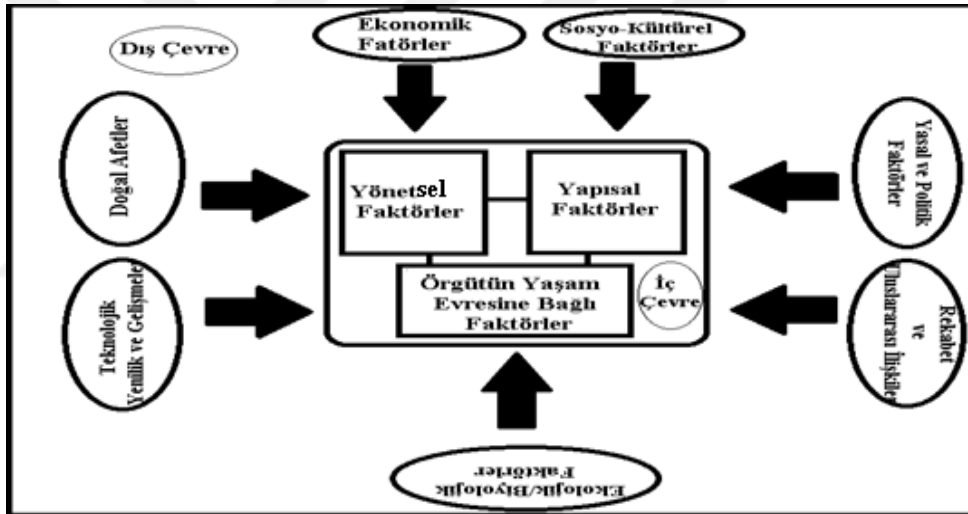 Dış Çevre
Ekonomik
Fatörler
Sosyo-Kültürel
Faktörler
Doğal Afetler
Yönetsel
Faktörler
Yapısal
Faktörler
Yasal ve Politik
Faktörler
Teknolojik
Yenilik ve Gelişmeler
Örgütün Yaşam
Evresine Bağlı
Faktörler
İç
Çevre
Rekabet
ve
Uluslararası İlişkiler
Ekolojik/Biyolojik
Faktörler